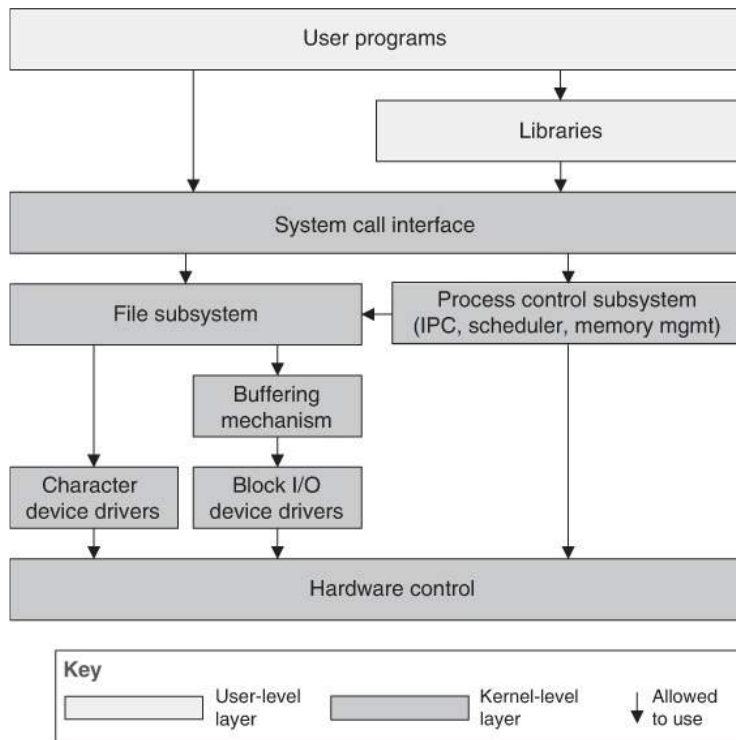 User programs
Libraries
System call interface
File subsystem
Process control subsystem
(IPC, scheduler, memory mgmt)
Buffering
mechanism
Character
device drivers
Block I/O
device drivers
Hardware control
Key
User-level
layer
Kernel-level
layer
Allowed
to use